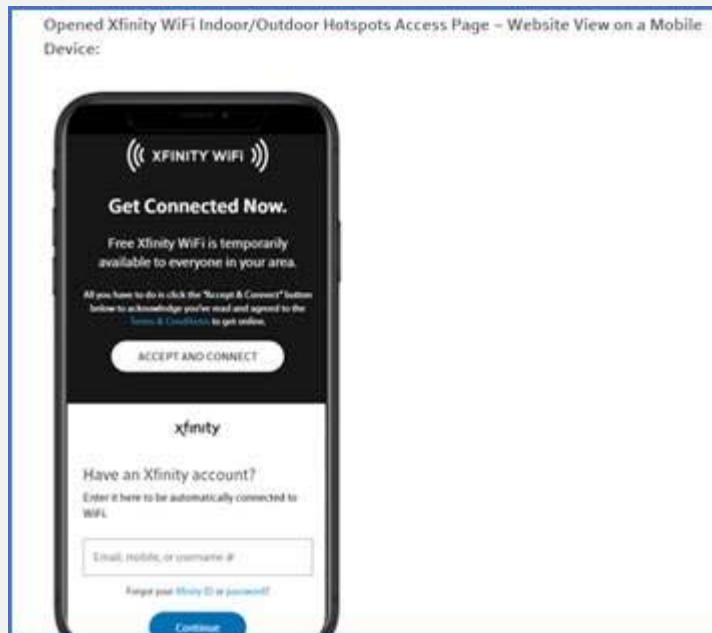 Opened Xfinity WiFi Indoor/Outdoor Hotspots Access Page – Website View on a Mobile
Device:
XFINITY WiFi
Get Connected Now.
Free Xfinity WiFi is temporarily
available to everyone in your area.
All you have to do is click the "Accept & Connect" button
below to acknowledge you've read and agreed to the
Terms & Conditions to get online.
ACCEPT AND CONNECT
xfinity
Have an Xfinity account?
Enter it here to be automatically connected to
WiFi.
Email, mobile, or username #
Forgot your Xfinity ID or password?
Continue